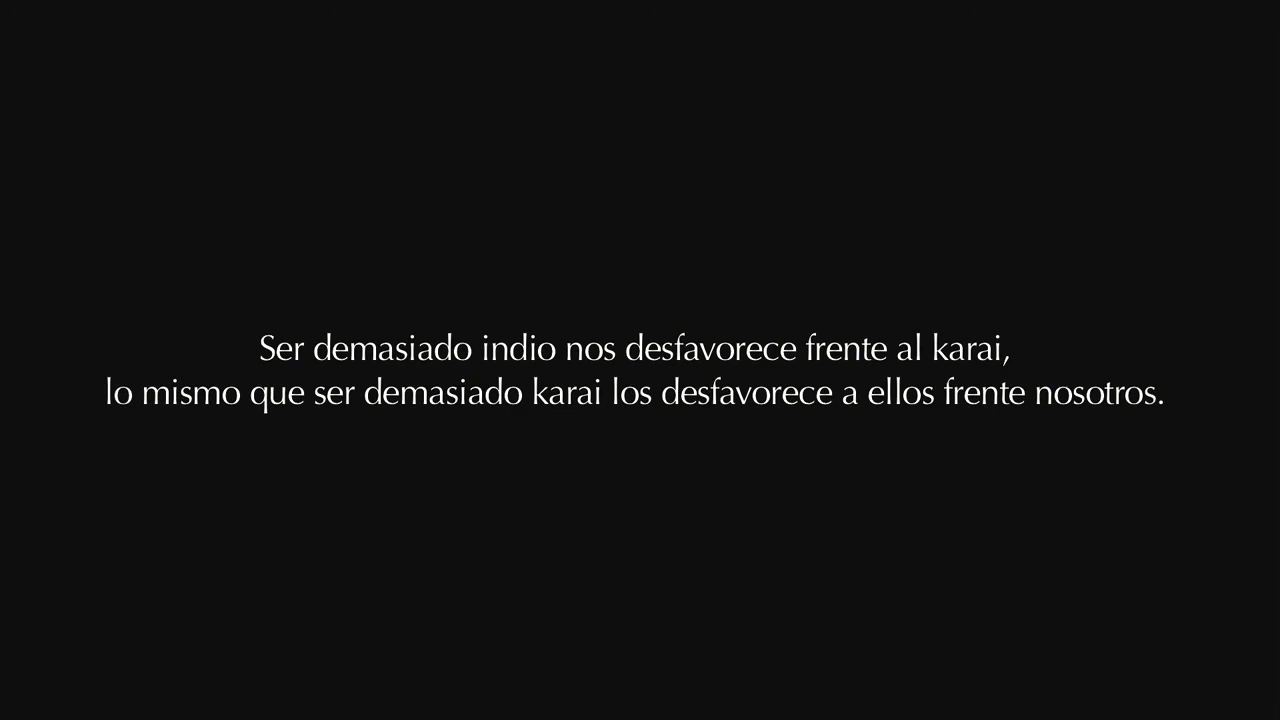 Ser demasiado indio nos desfavorece frente al karai,
lo mismo que ser demasiado karai los desfavorece a ellos frente nosotros.